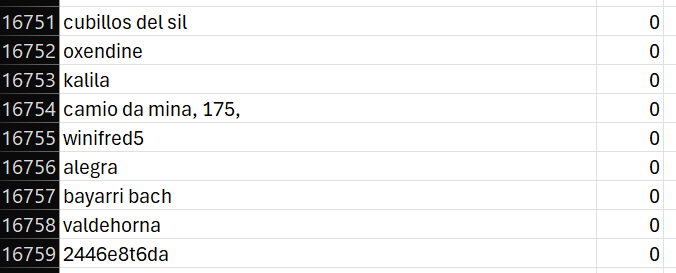 16751 cubillos del sil 0
16752 oxendine 0
16753 kalila 0
16754 camio da mina, 175, 0
16755 winifred5 0
16756 alegra 0
16757 bayarri bach 0
16758 valdehorna 0
16759 2446e8t6da 0